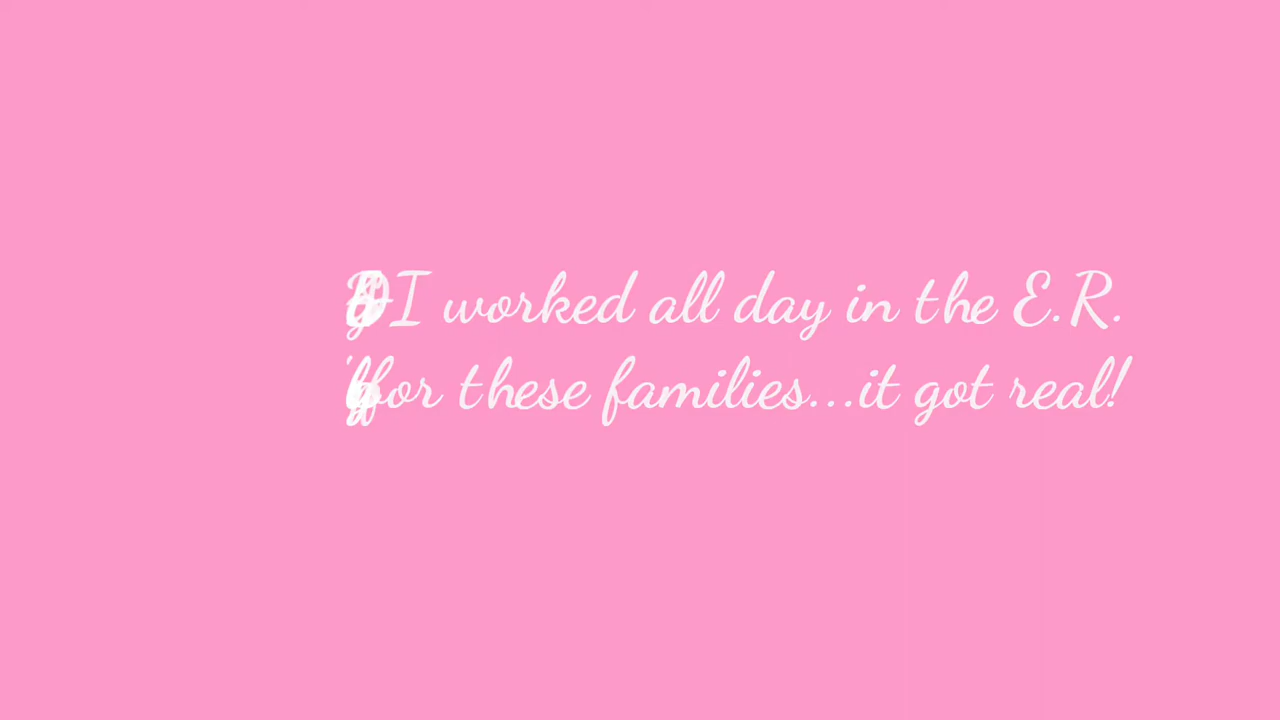 I worked all day in the E.R.
for these families...it got real!